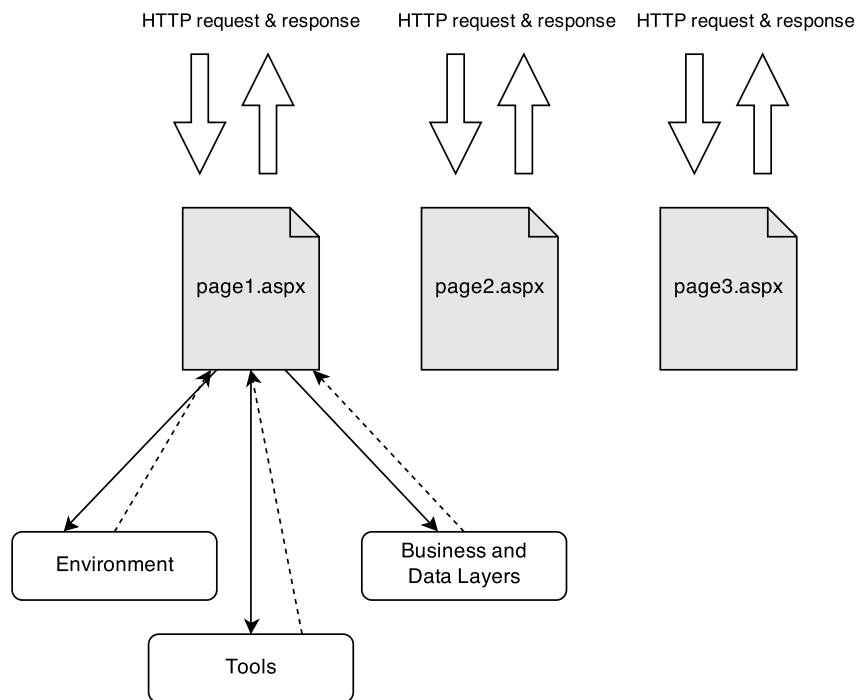 HTTP request & response
HTTP request & response
HTTP request & response
page1.aspx
page2.aspx
page3.aspx
Environment
Business and
Data Layers
Tools